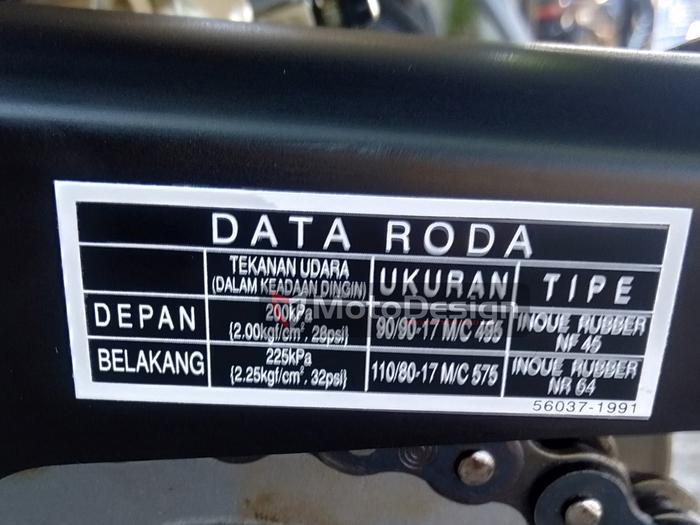 DATA RODA
TEKANAN UDARA
(DALAM KEADAAN DINGIN)
UKURAN
TIPE
MotoDesign
DEPAN
200kPa
{2.00kgf/cm², 28psi}
90/90-17 M/C 49S
INOUE RUBBER
NF 45
BELAKANG
225kPa
{2.25kgf/cm², 32psi}
110/80-17 M/C 57S
INOUE RUBBER
NR 64
56037-1991